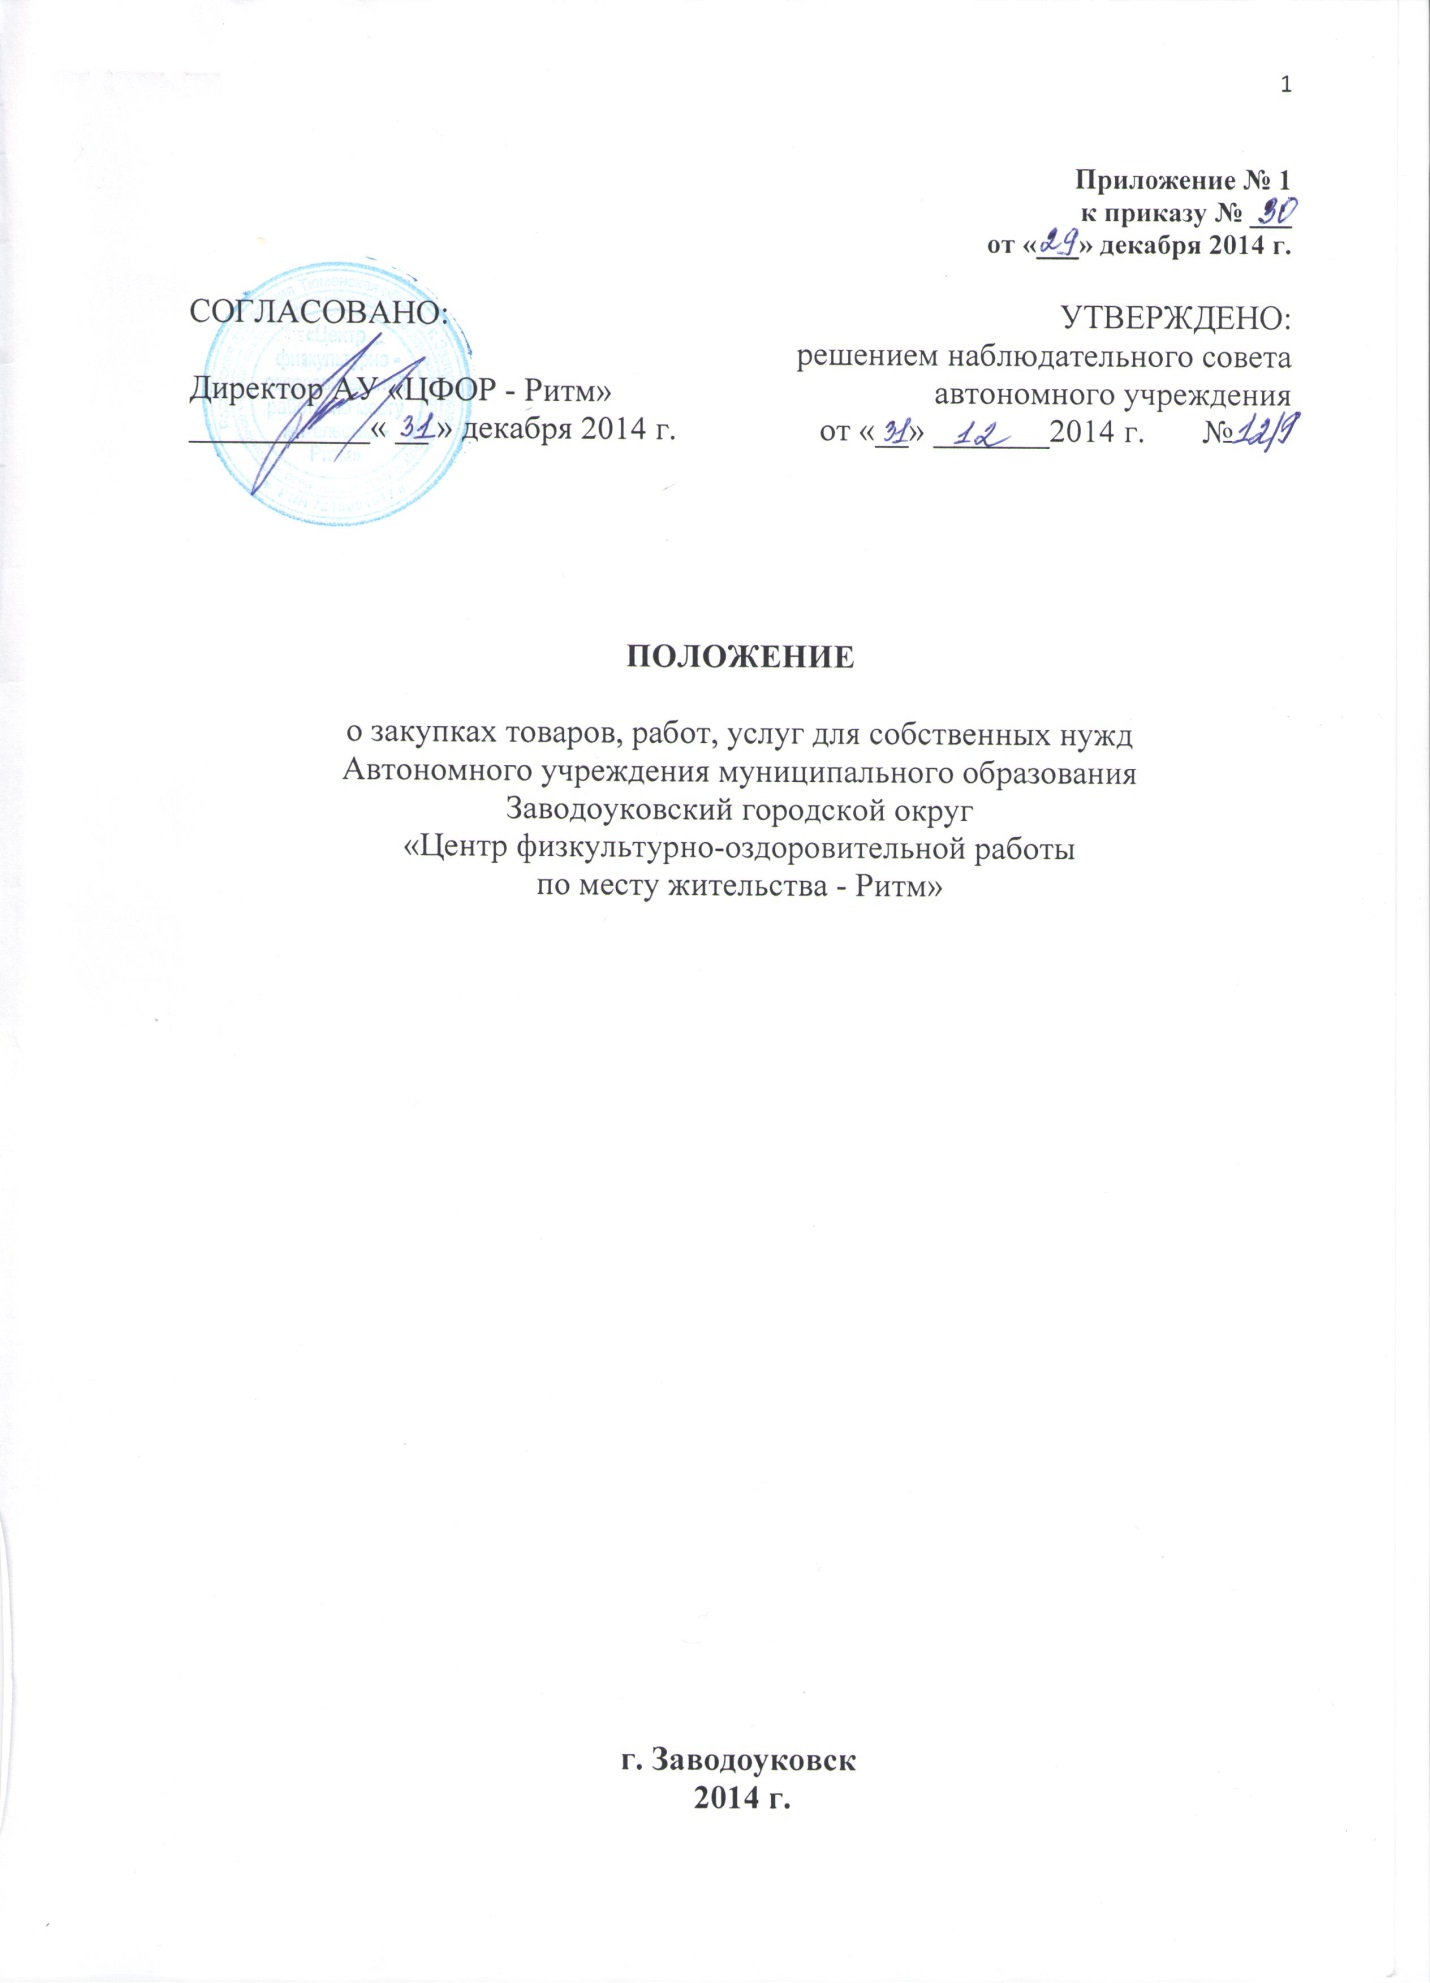 1
Приложение № 1
к приказу № 30
от «29» декабря 2014 г.
СОГЛАСОВАНО:
Директор АУ «ЦФОР - Ритм»
___________« 31 » декабря 2014 г.
УТВЕРЖДЕНО:
решением наблюдательного совета
автономного учреждения
от «31» __12___2014 г. №12/9
ПОЛОЖЕНИЕ
о закупках товаров, работ, услуг для собственных нужд
Автономного учреждения муниципального образования
Заводоуковский городской округ
«Центр физкультурно-оздоровительной работы
по месту жительства - Ритм»
г. Заводоуковск
2014 г.